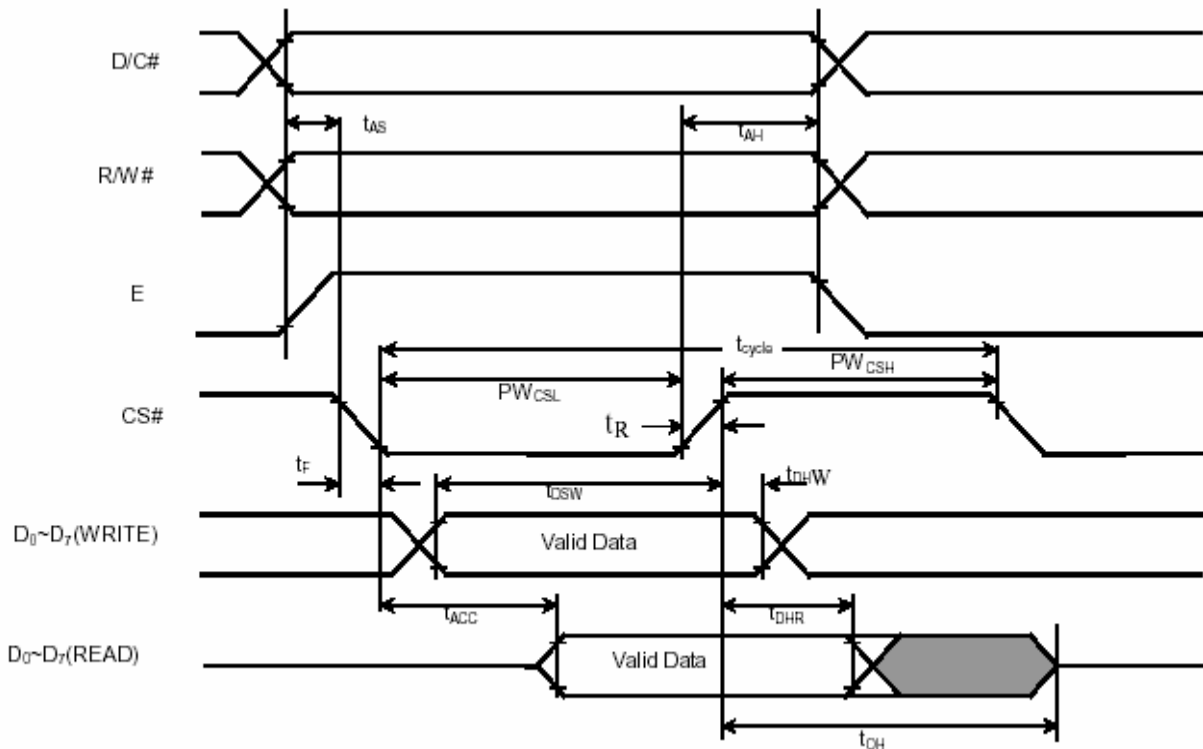 D/C#
tAS
tAH
R/W#
E
tcycle
PWCSL
PWCSH
CS#
tR
tF
tDSW
tDHW
D0~D7(WRITE)
Valid Data
tACC
tDHR
D0~D7(READ)
Valid Data
tOH